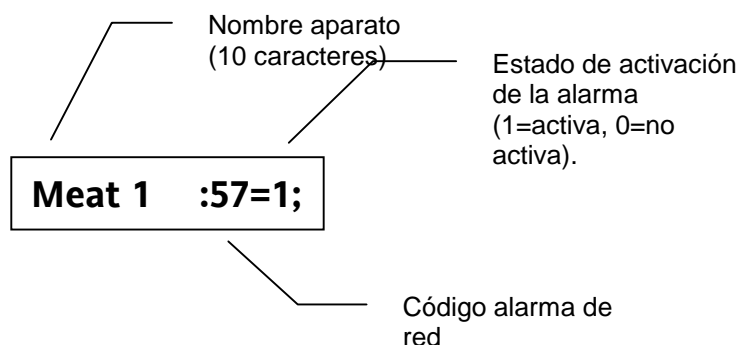 Nombre aparato
(10 caracteres)
Estado de activación
de la alarma
(1=activa, 0=no
activa).
Meat 1 :57=1;
Código alarma de
red